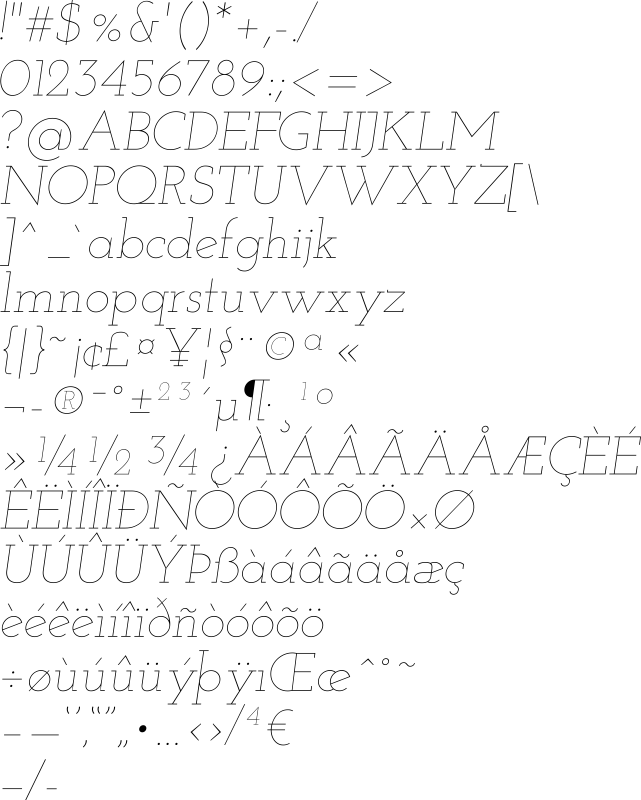 !"#$%&'()*+,-./
0123456789:;<=>
?@ABCDEFGHIJKLM
NOPQRSTUVWXYZ[\
]^_`abcdefghijk
lmnopqrstuvwxyz
{|}~¡¢£¤¥¦§¨©ª«
¬-®¯°±²³´µ¶·¸¹º
»¼½¾¿ÀÁÂÃÄÅÆÇÈÉ
ÊËÌÍÎÏÐÑÒÓÔÕÖ×Ø
ÙÚÛÜÝÞßàáâãäåæç
èéêëìíîïðñòóôõö
÷øùúûüýþÿıŒœˆ˚˜
–—‘’‚“”„•…‹›⁄⁴€
−∕-